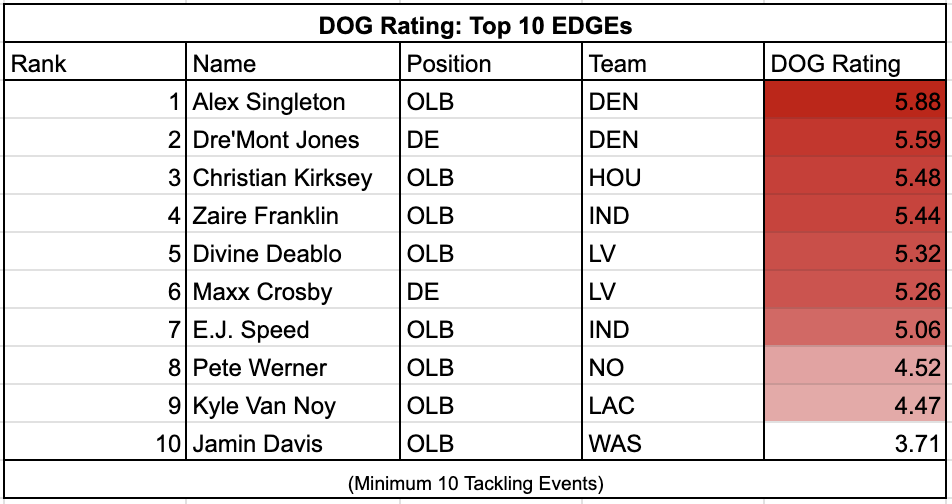 DOG Rating: Top 10 EDGEs
Rank Name Position Team DOG Rating
1 Alex Singleton OLB DEN 5.88
2 Dre'Mont Jones DE DEN 5.59
3 Christian Kirksey OLB HOU 5.48
4 Zaire Franklin OLB IND 5.44
5 Divine Deablo OLB LV 5.32
6 Maxx Crosby DE LV 5.26
7 E.J. Speed OLB IND 5.06
8 Pete Werner OLB NO 4.52
9 Kyle Van Noy OLB LAC 4.47
10 Jamin Davis OLB WAS 3.71
(Minimum 10 Tackling Events)